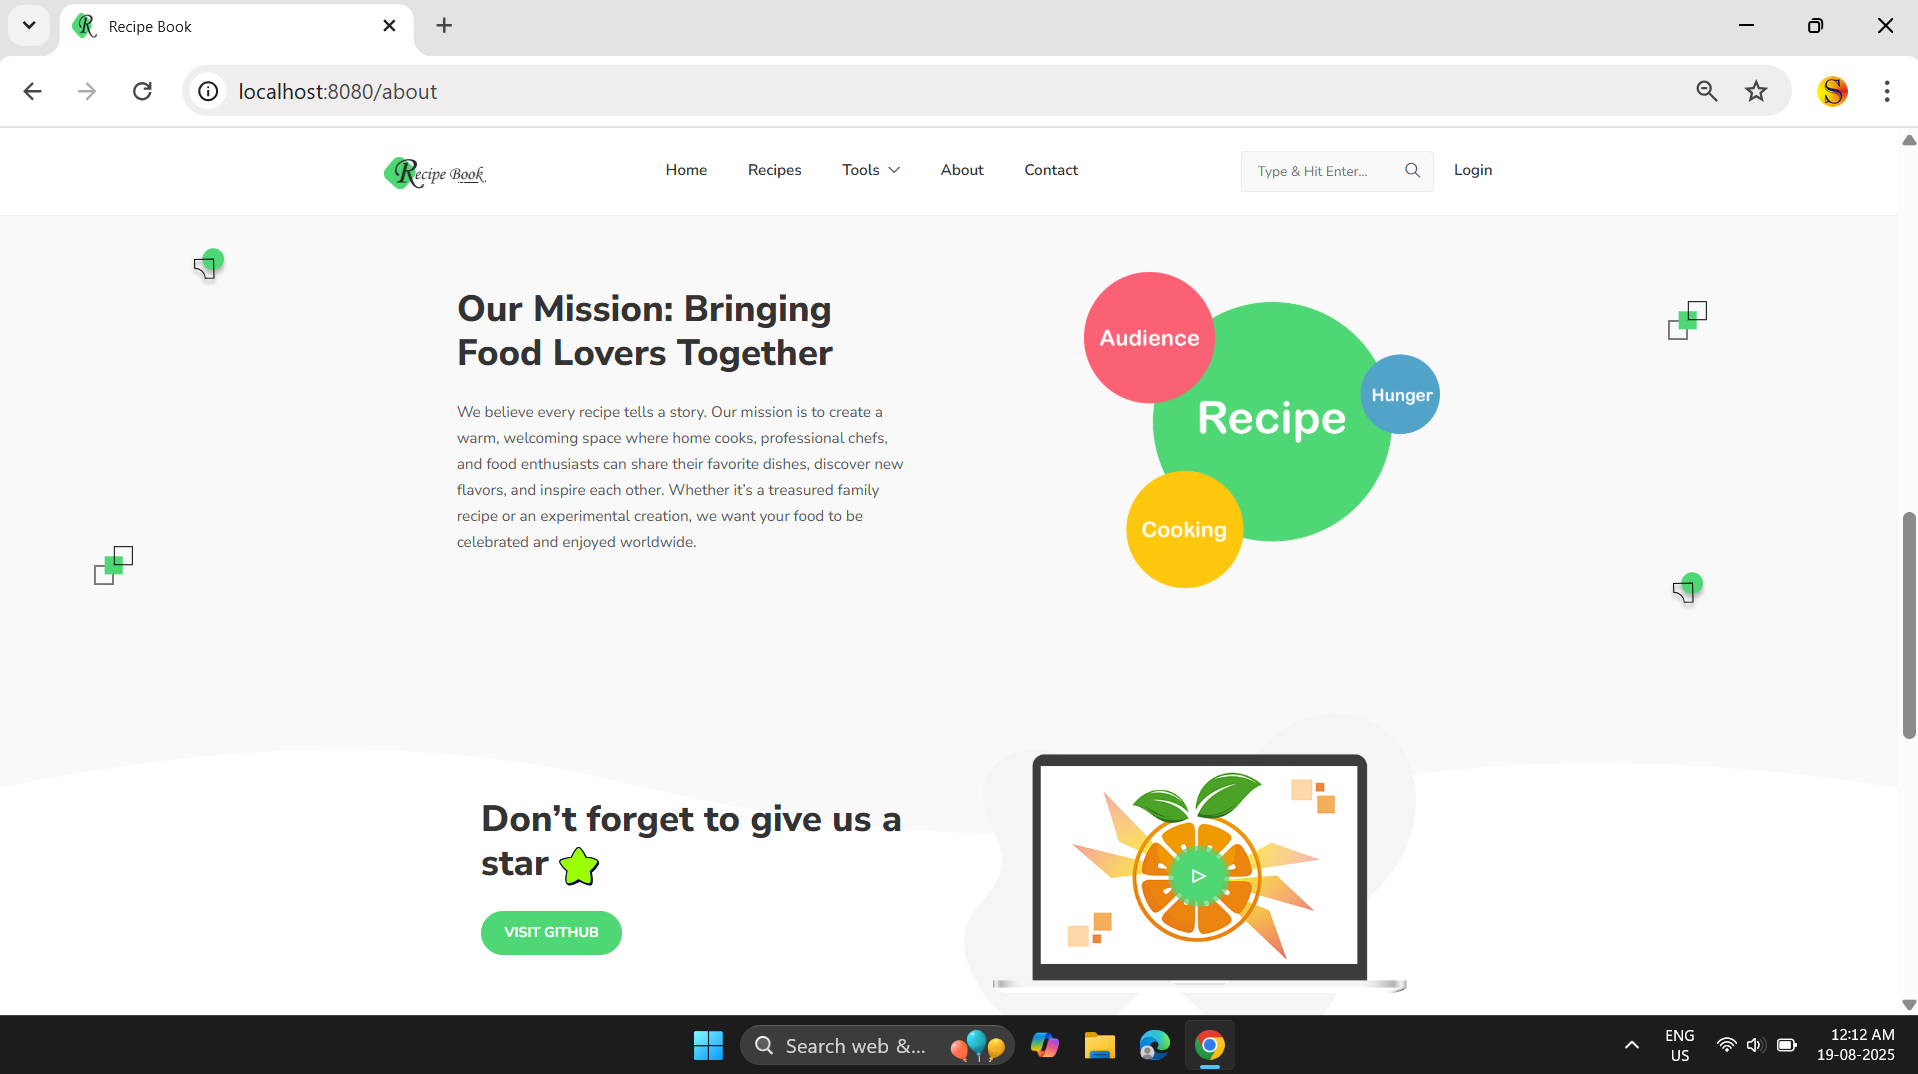 Recipe Book
localhost:8080/about
Recipe Book
Home
Recipes
Tools
About
Contact
Type & Hit Enter...
Login
Our Mission: Bringing
Food Lovers Together
We believe every recipe tells a story. Our mission is to create a
warm, welcoming space where home cooks, professional chefs,
and food enthusiasts can share their favorite dishes, discover new
flavors, and inspire each other. Whether it’s a treasured family
recipe or an experimental creation, we want your food to be
celebrated and enjoyed worldwide.
Audience
Recipe
Hunger
Cooking
Don’t forget to give us a
star
VISIT GITHUB
Search web &...
ENG
US
12:12 AM
19-08-2025